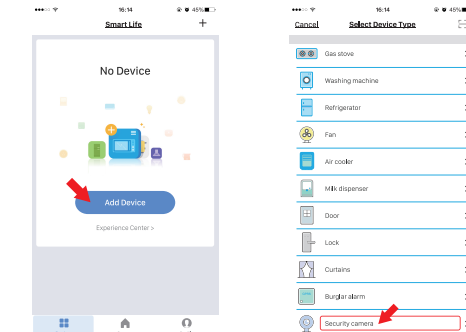 16:14
45%
Smart Life
+
No Device
Add Device
Experience Center >
16:14
45%
Cancel
Select Device Type
Gas stove
Washing machine
Refrigerator
Fan
Air cooler
Milk dispenser
Door
Lock
Curtains
Burglar alarm
Security camera